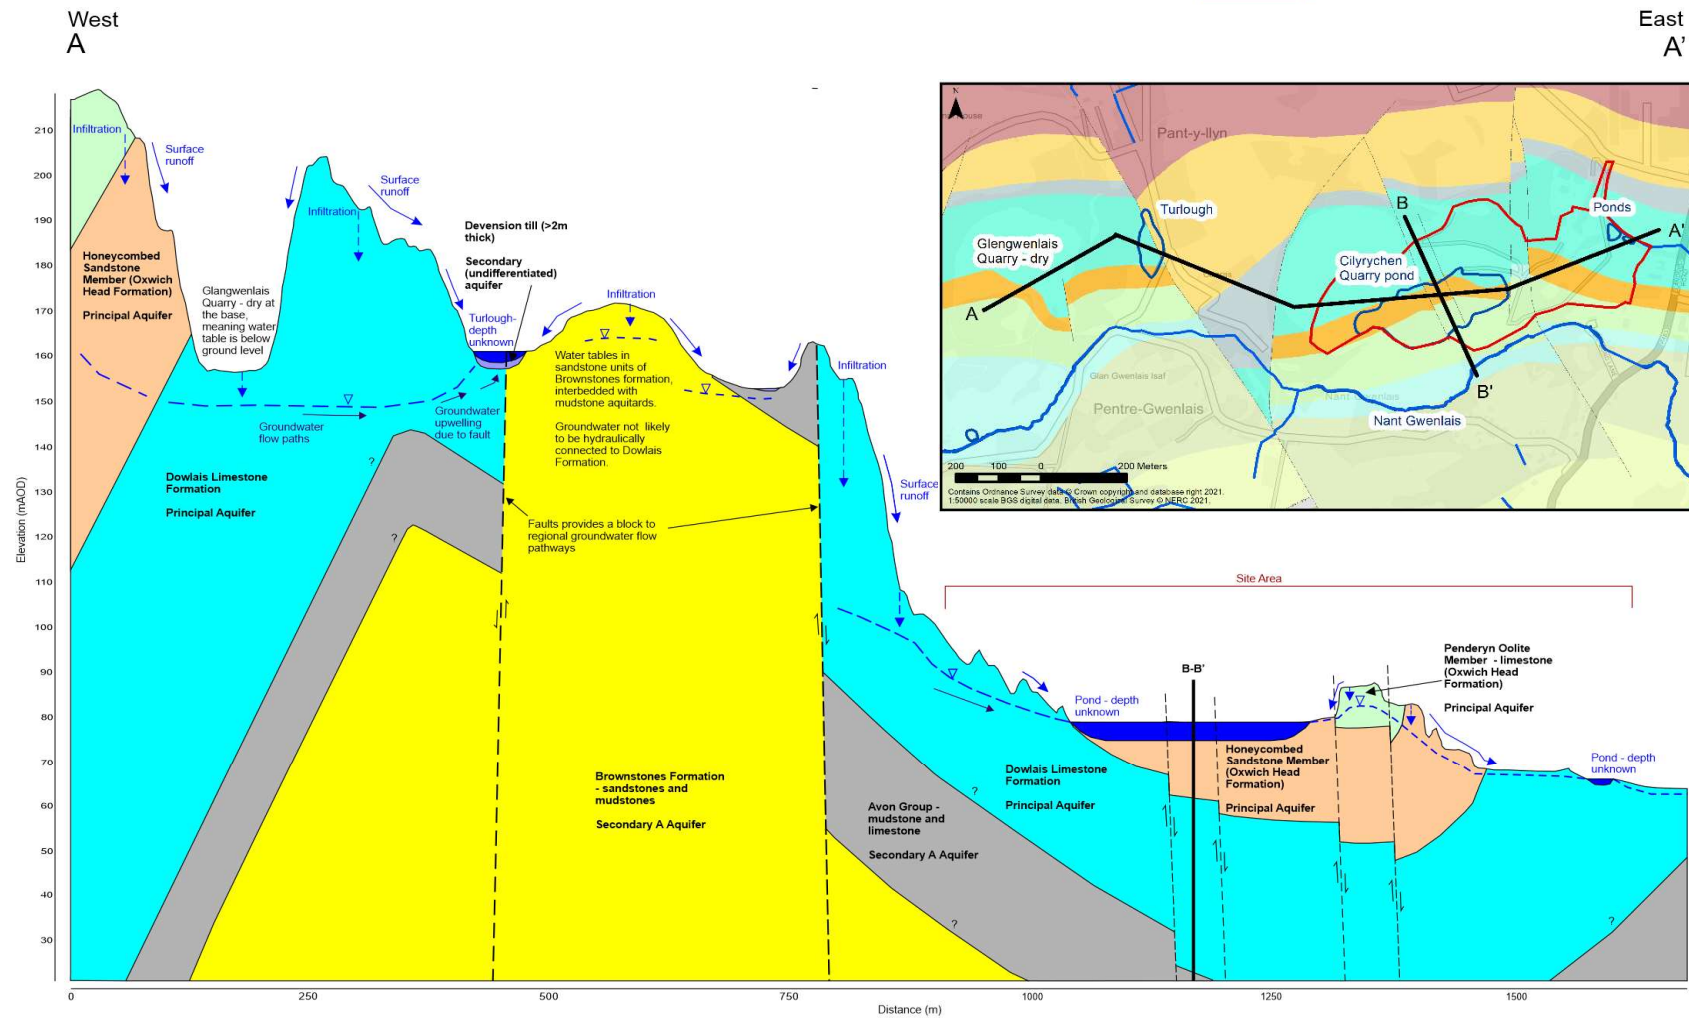 West
A
East
A'
Elevation (mAOD)
210
200
190
180
170
160
150
140
130
120
110
100
90
80
70
60
50
40
30
0
250
500
750
1000
1250
1500
Distance (m)
Infiltration
Surface
runoff
Honeycombed
Sandstone
Member (Oxwich
Head Formation)
Principal Aquifer
Glangwenlais
Quarry - dry at
the base,
meaning water
table is below
ground level
Infiltration
Surface
runoff
Devension till (>2m
thick)
Secondary
(undifferentiated)
aquifer
Turlough-
depth
unknown
Infiltration
Water tables in
sandstone units of
Brownstones formation,
interbedded with
mudstone aquitards.
Groundwater not likely
to be hydraulically
connected to Dowlais
Formation.
Groundwater
flow paths
Groundwater
upwelling
due to fault
Dowlais Limestone
Formation
Principal Aquifer
?
?
Faults provides a block to
regional groundwater flow
pathways
Infiltration
Surface
runoff
Brownstones Formation
- sandstones and
mudstones
Secondary A Aquifer
Avon Group -
mudstone and
limestone
Secondary A Aquifer
?
?
?
Site Area
B-B'
Pond - depth
unknown
Dowlais Limestone
Formation
Principal Aquifer
Honeycombed
Sandstone Member
(Oxwich Head
Formation)
Principal Aquifer
Penderyn Oolite
Member - limestone
(Oxwich Head
Formation)
Principal Aquifer
Pond - depth
unknown
N
House
Pant-y-llyn
Turlough
Glengwenlais
Quarry - dry
A
B
Cilyrychen
Quarry pond
Ponds
A'
B'
Glan Gwenlais Isaf
Pentre-Gwenlais
Nant Gwenlais
Nant Gwenlais
200 100 0 200 Meters
Contains Ordnance Survey data © Crown copyright and database right 2021.
1:50000 scale BGS digital data. British Geological Survey © NERC 2021.